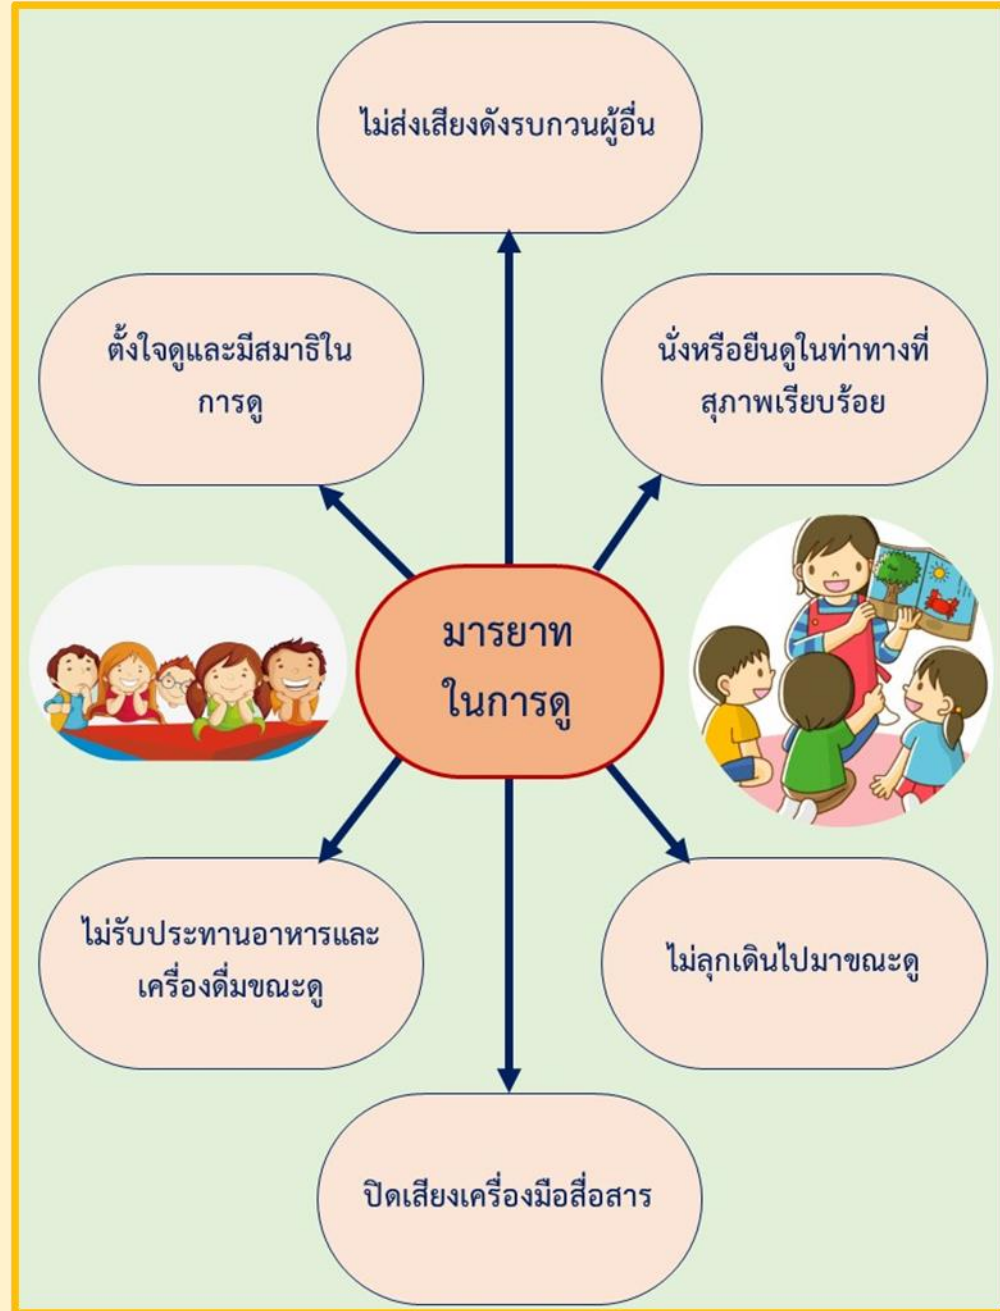 ไม่ส่งเสียงดังรบกวนผู้อื่น
ตั้งใจดูและมีสมาธิใน
การดู
นั่งหรือยืนดูในท่าทางที่
สุภาพเรียบร้อย
มารยาท
ในการดู
ไม่รับประทานอาหารและ
เครื่องดื่มขณะดู
ไม่ลุกเดินไปมาขณะดู
ปิดเสียงเครื่องมือสื่อสาร